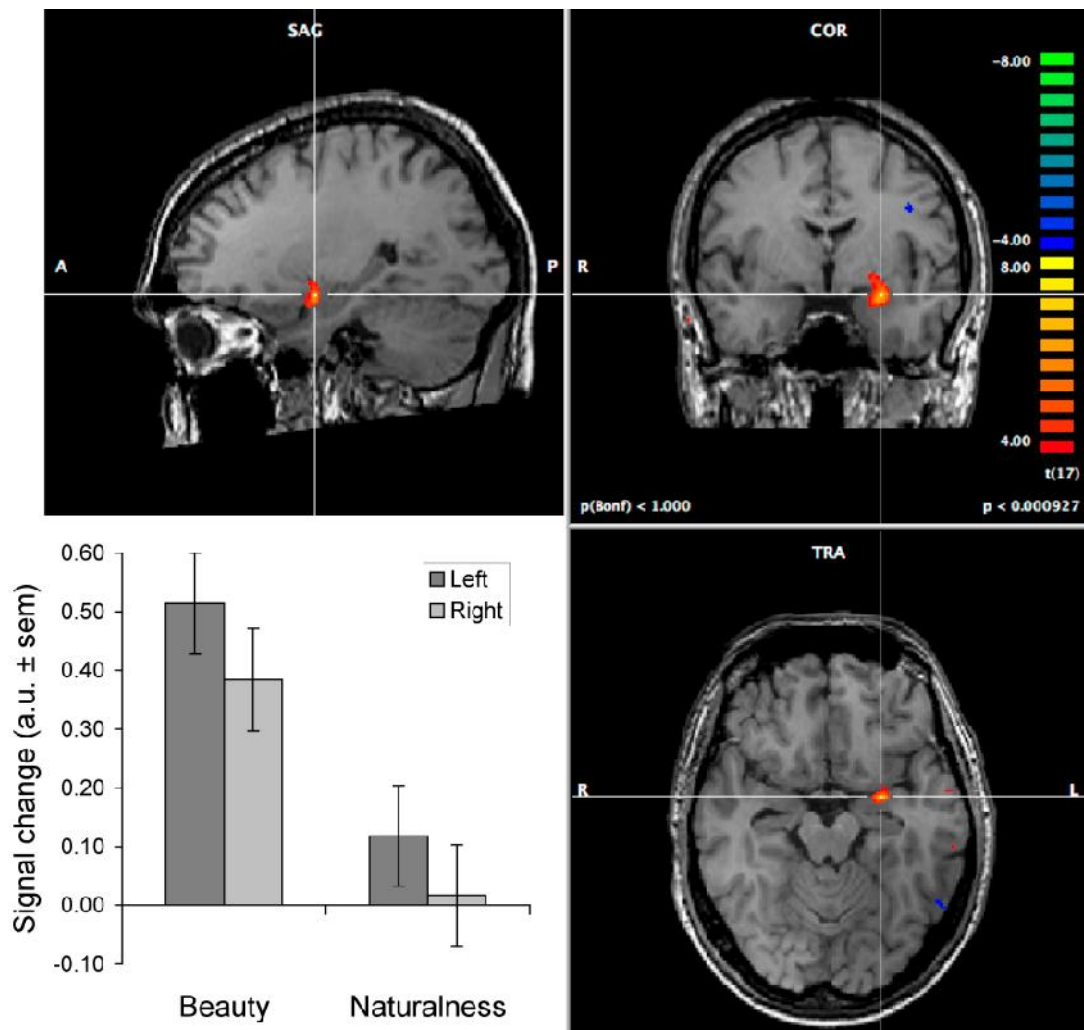 SAG
A
P
COR
R
-8.00
-4.00
8.00
4.00
t(17)
p(Bonf) < 1.000
p < 0.000927
Signal change (a.u. ± sem)
0.60
0.50
0.40
0.30
0.20
0.10
0.00
-0.10
Left
Right
Beauty
Naturalness
TRA
R
L